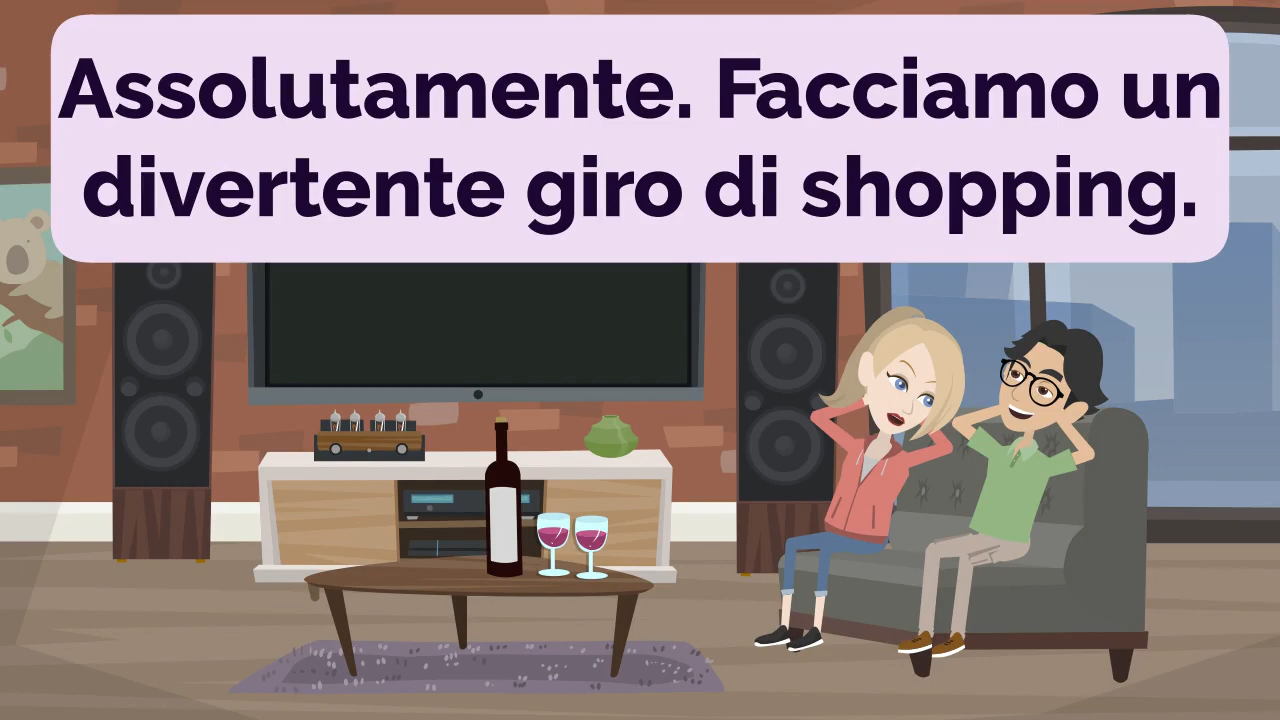 Assolutamente. Facciamo un
divertente giro di shopping.